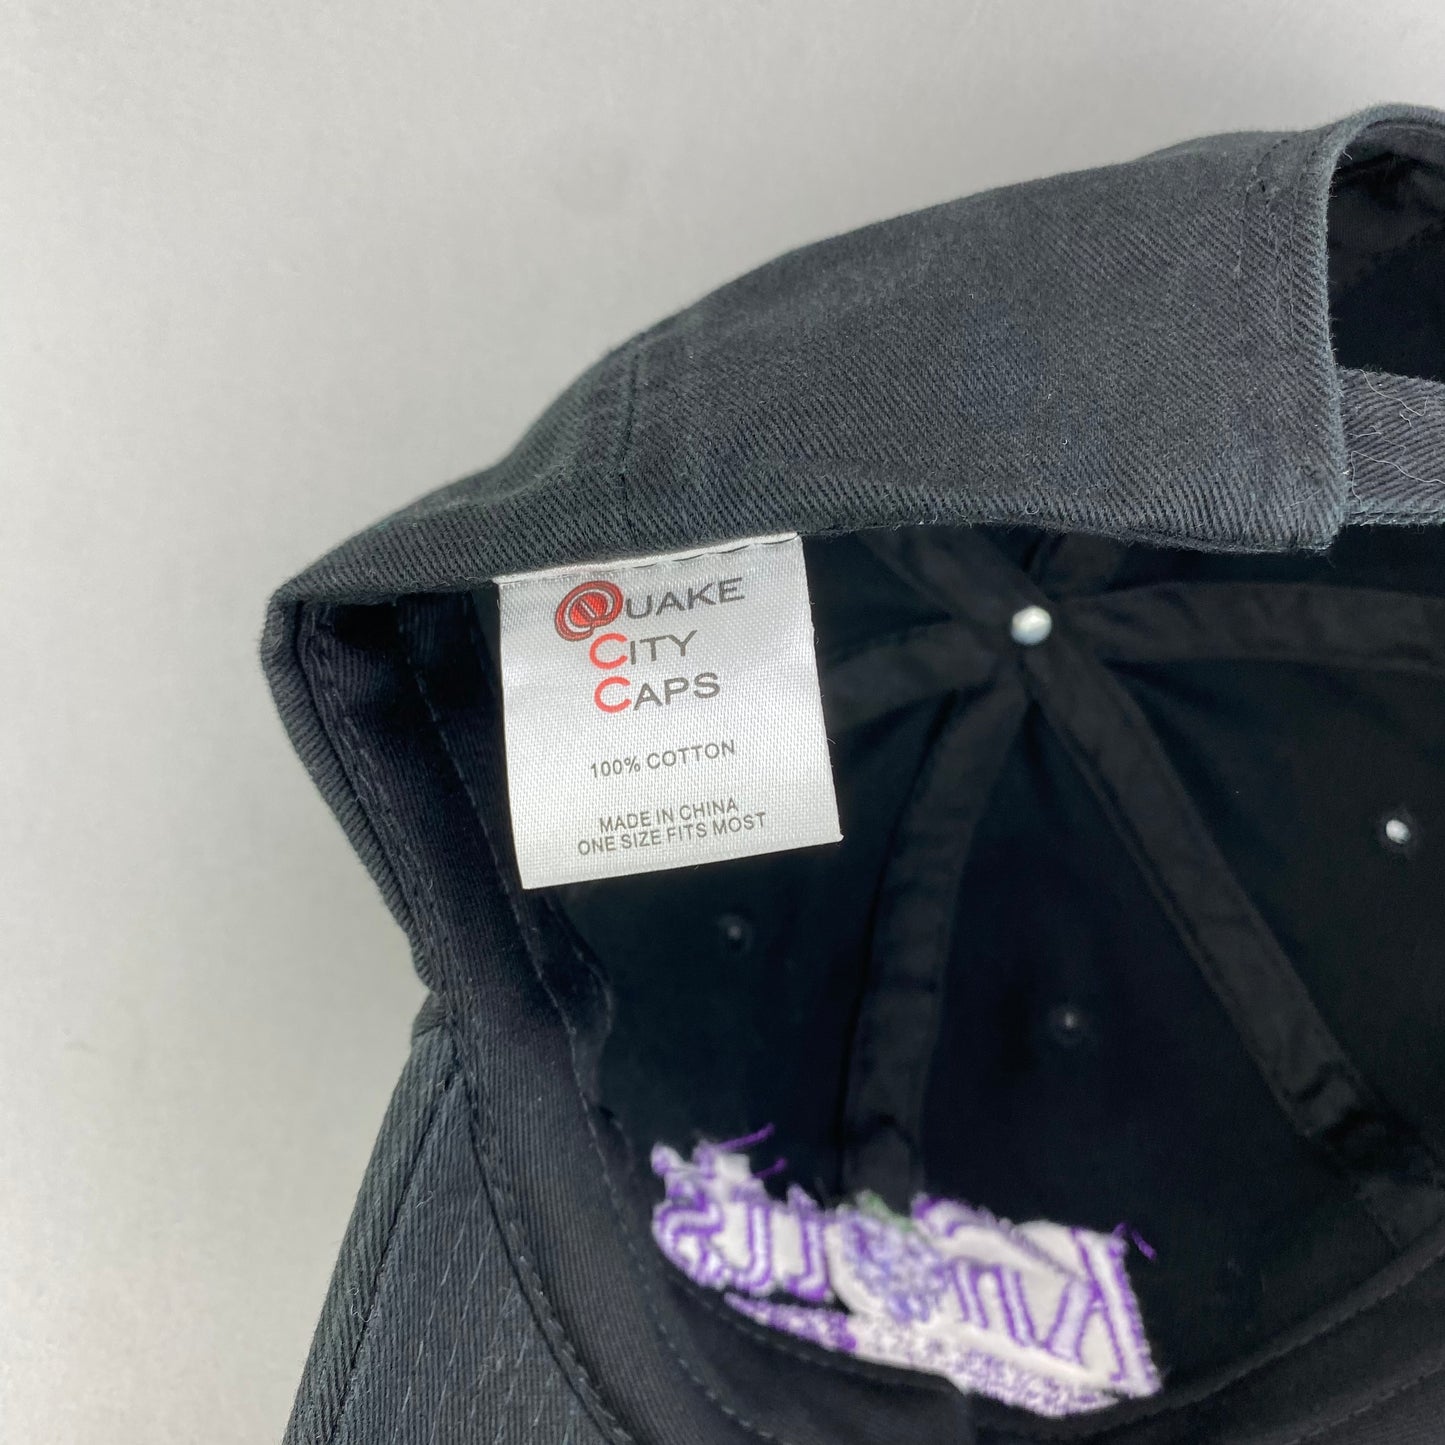 QUAKE
CITY
CAPS
100% COTTON
MADE IN CHINA
ONE SIZE FITS MOST